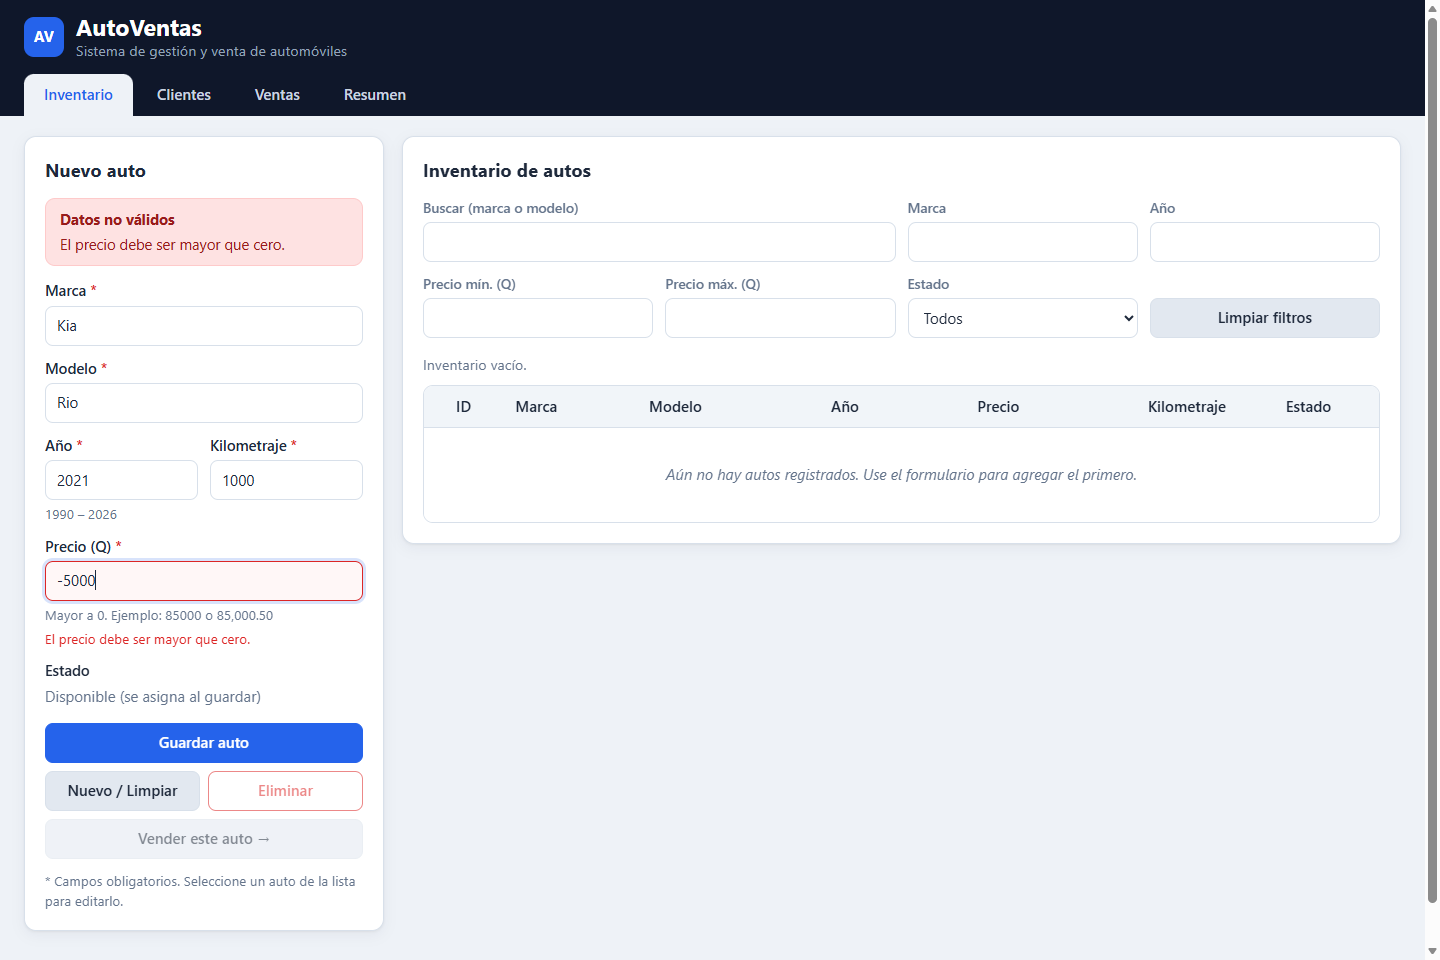 AV
AutoVentas
Sistema de gestión y venta de automóviles
Inventario
Clientes
Ventas
Resumen
Nuevo auto
Datos no válidos
El precio debe ser mayor que cero.
Marca *
Kia
Modelo *
Rio
Año * Kilometraje *
2021 1000
1990 – 2026
Precio (Q) *
-5000
Mayor a 0. Ejemplo: 85000 o 85,000.50
El precio debe ser mayor que cero.
Estado
Disponible (se asigna al guardar)
Guardar auto
Nuevo / Limpiar
Eliminar
Vender este auto →
* Campos obligatorios. Seleccione un auto de la lista
para editarlo.
Inventario de autos
Buscar (marca o modelo) Marca Año
Precio mín. (Q) Precio máx. (Q) Estado
Todos
Limpiar filtros
Inventario vacío.
ID Marca Modelo Año Precio Kilometraje Estado
Aún no hay autos registrados. Use el formulario para agregar el primero.